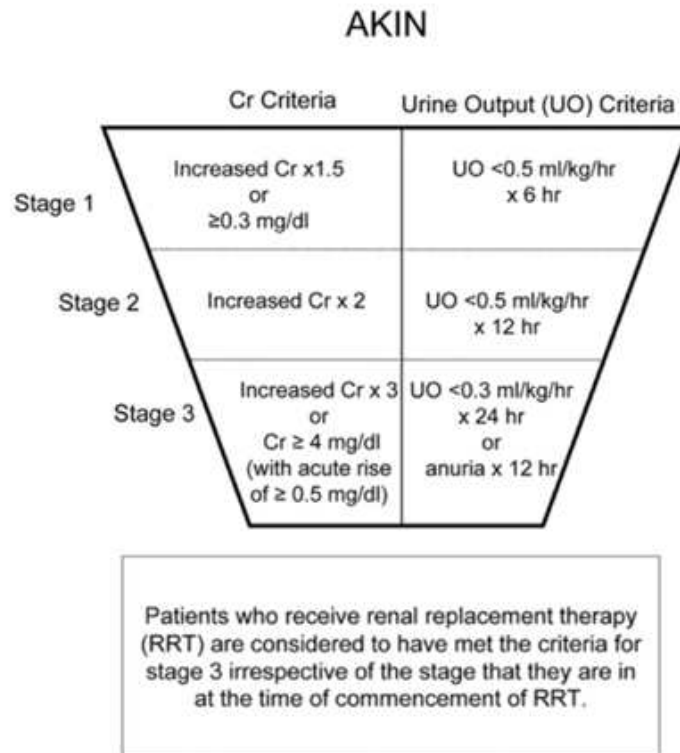 AKIN
Cr Criteria
Urine Output (UO) Criteria
Stage 1
Increased Cr x1.5
or
≥0.3 mg/dl
UO <0.5 ml/kg/hr
x 6 hr
Stage 2
Increased Cr x 2
UO <0.5 ml/kg/hr
x 12 hr
Stage 3
Increased Cr x 3
or
Cr ≥ 4 mg/dl
(with acute rise
of ≥ 0.5 mg/dl)
UO <0.3 ml/kg/hr
x 24 hr
or
anuria x 12 hr
Patients who receive renal replacement therapy
(RRT) are considered to have met the criteria for
stage 3 irrespective of the stage that they are in
at the time of commencement of RRT.